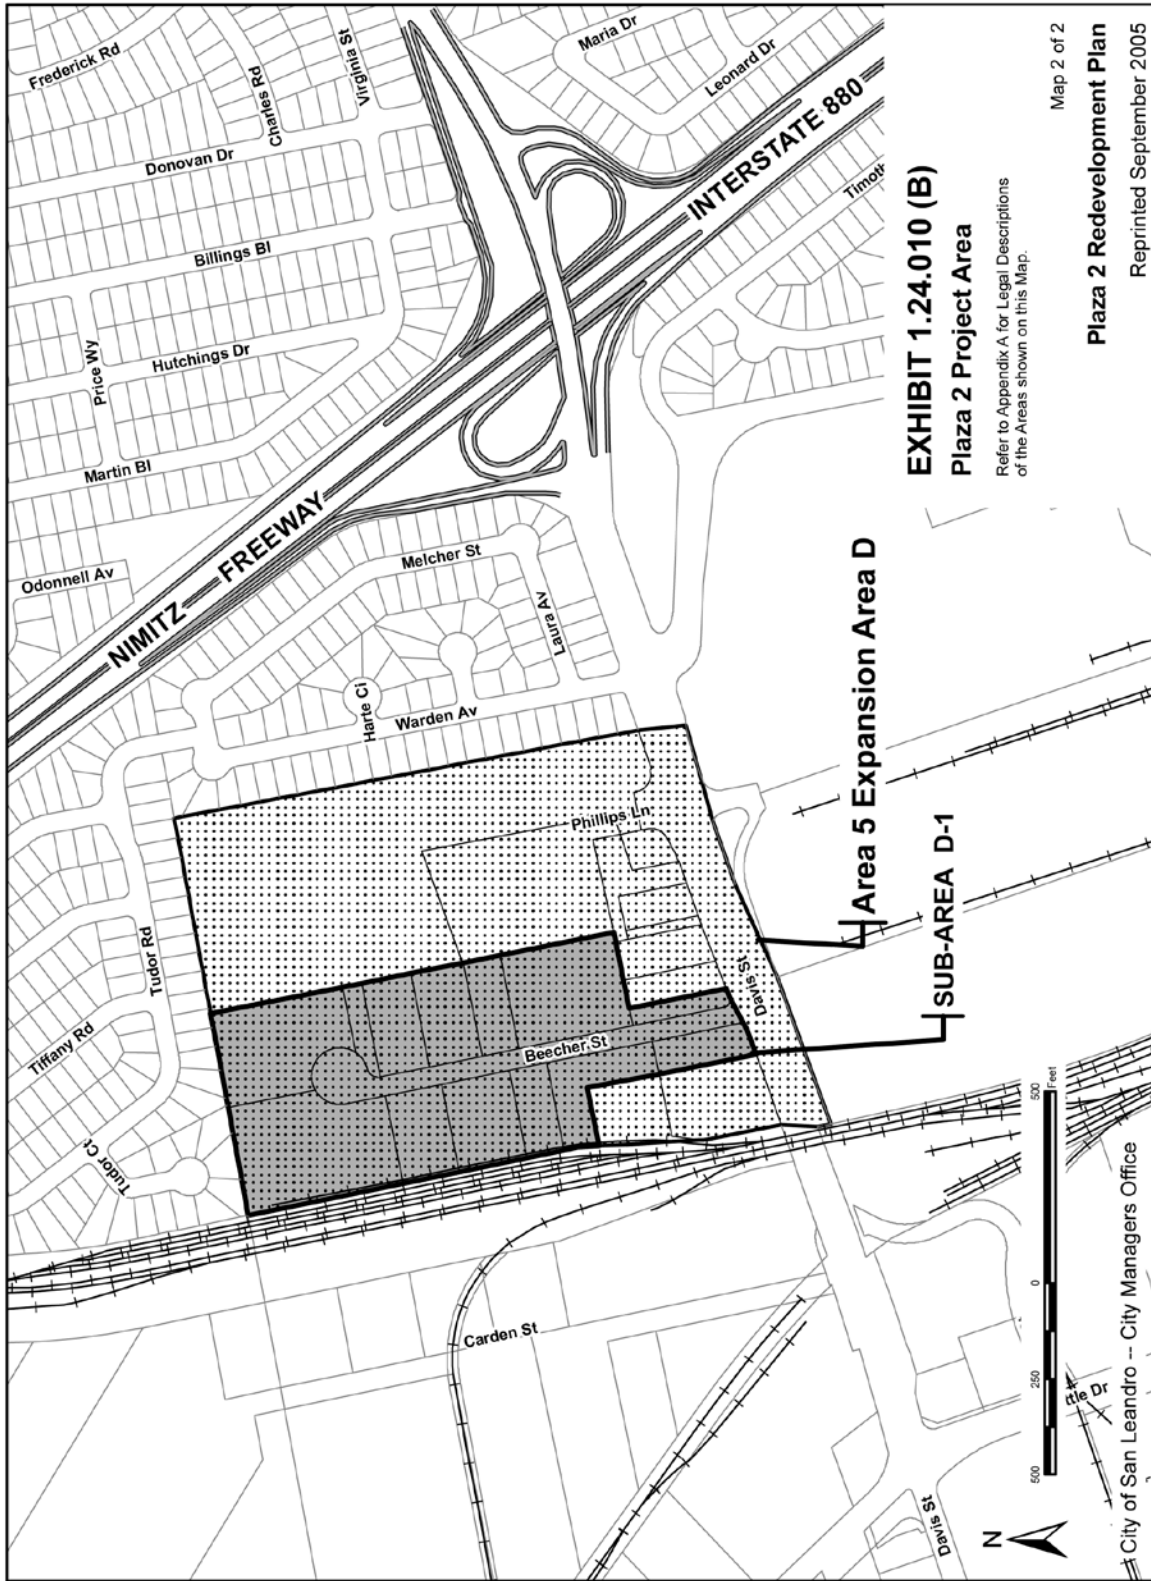 Frederick Rd
Charles Rd
Virginia St
Maria Dr
Leonard Dr
Donovan Dr
Billings Bl
INTERSTATE 880
Timoth
Price Wy
Hutchings Dr
Martin Bl
Odonnell Av
NIMITZ
FREEWAY
Melcher St
Laura Av
Harte Ci
Warden Av
Phillips Ln
Tudor Rd
Tiffany Rd
Tudor Ct
Beecher St
Davis St
Carden St
Davis St
ttle Dr
Area 5 Expansion Area D
SUB-AREA D-1
EXHIBIT 1.24.010 (B)
Plaza 2 Project Area
Refer to Appendix A for Legal Descriptions
of the Areas shown on this Map.
Map 2 of 2
Plaza 2 Redevelopment Plan
Reprinted September 2005
N
500 250 0 500
Feet
City of San Leandro -- City Managers Office